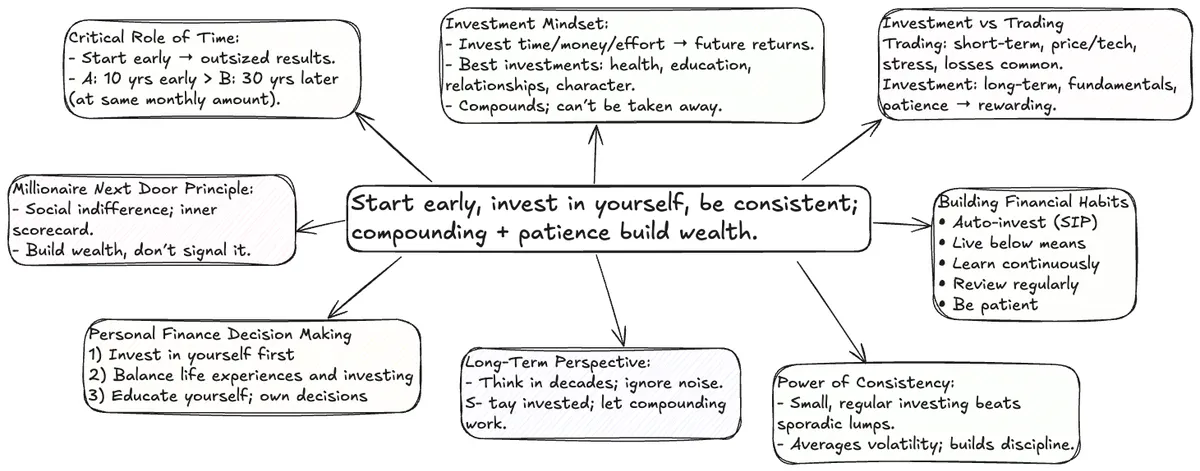 Critical Role of Time:
- Start early → outsized results.
- A: 10 yrs early > B: 30 yrs later
(at same monthly amount).
Investment Mindset:
- Invest time/money/effort → future returns.
- Best investments: health, education,
relationships, character.
- Compounds; can't be taken away.
Investment vs Trading
Trading: short-term, price/tech,
stress, losses common.
Investment: long-term, fundamentals,
patience → rewarding.
Millionaire Next Door Principle:
- Social indifference; inner
scorecard.
- Build wealth, don't signal it.
Start early, invest in yourself, be consistent;
compounding + patience build wealth.
Building Financial Habits
• Auto-invest (SIP)
• Live below means
• Learn continuously
• Review regularly
• Be patient
Personal Finance Decision Making
1) Invest in yourself first
2) Balance life experiences and investing
3) Educate yourself; own decisions
Long-Term Perspective:
- Think in decades; ignore noise.
S- tay invested; let compounding
work.
Power of Consistency:
- Small, regular investing beats
sporadic lumps.
- Averages volatility; builds discipline.